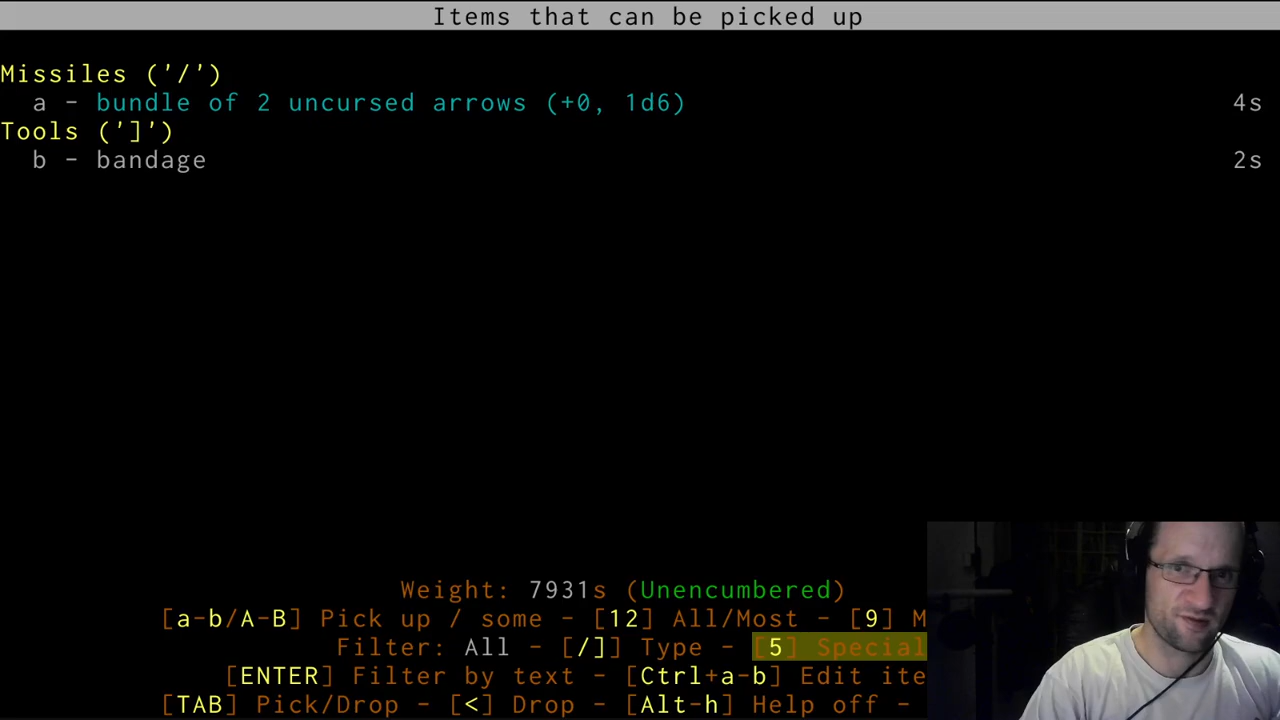 Items that can be picked up
Missiles ('/')
a - bundle of 2 uncursed arrows (+0, 1d6) 4s
Tools (']')
b - bandage 2s
Weight: 7931s (Unencumbered)
[a-b/A-B] Pick up / some - [12] All/Most - [9] M
Filter: All - [/]] Type - [5] Special
[ENTER] Filter by text - [Ctrl+a-b] Edit ite
[TAB] Pick/Drop - [<] Drop - [Alt-h] Help off -